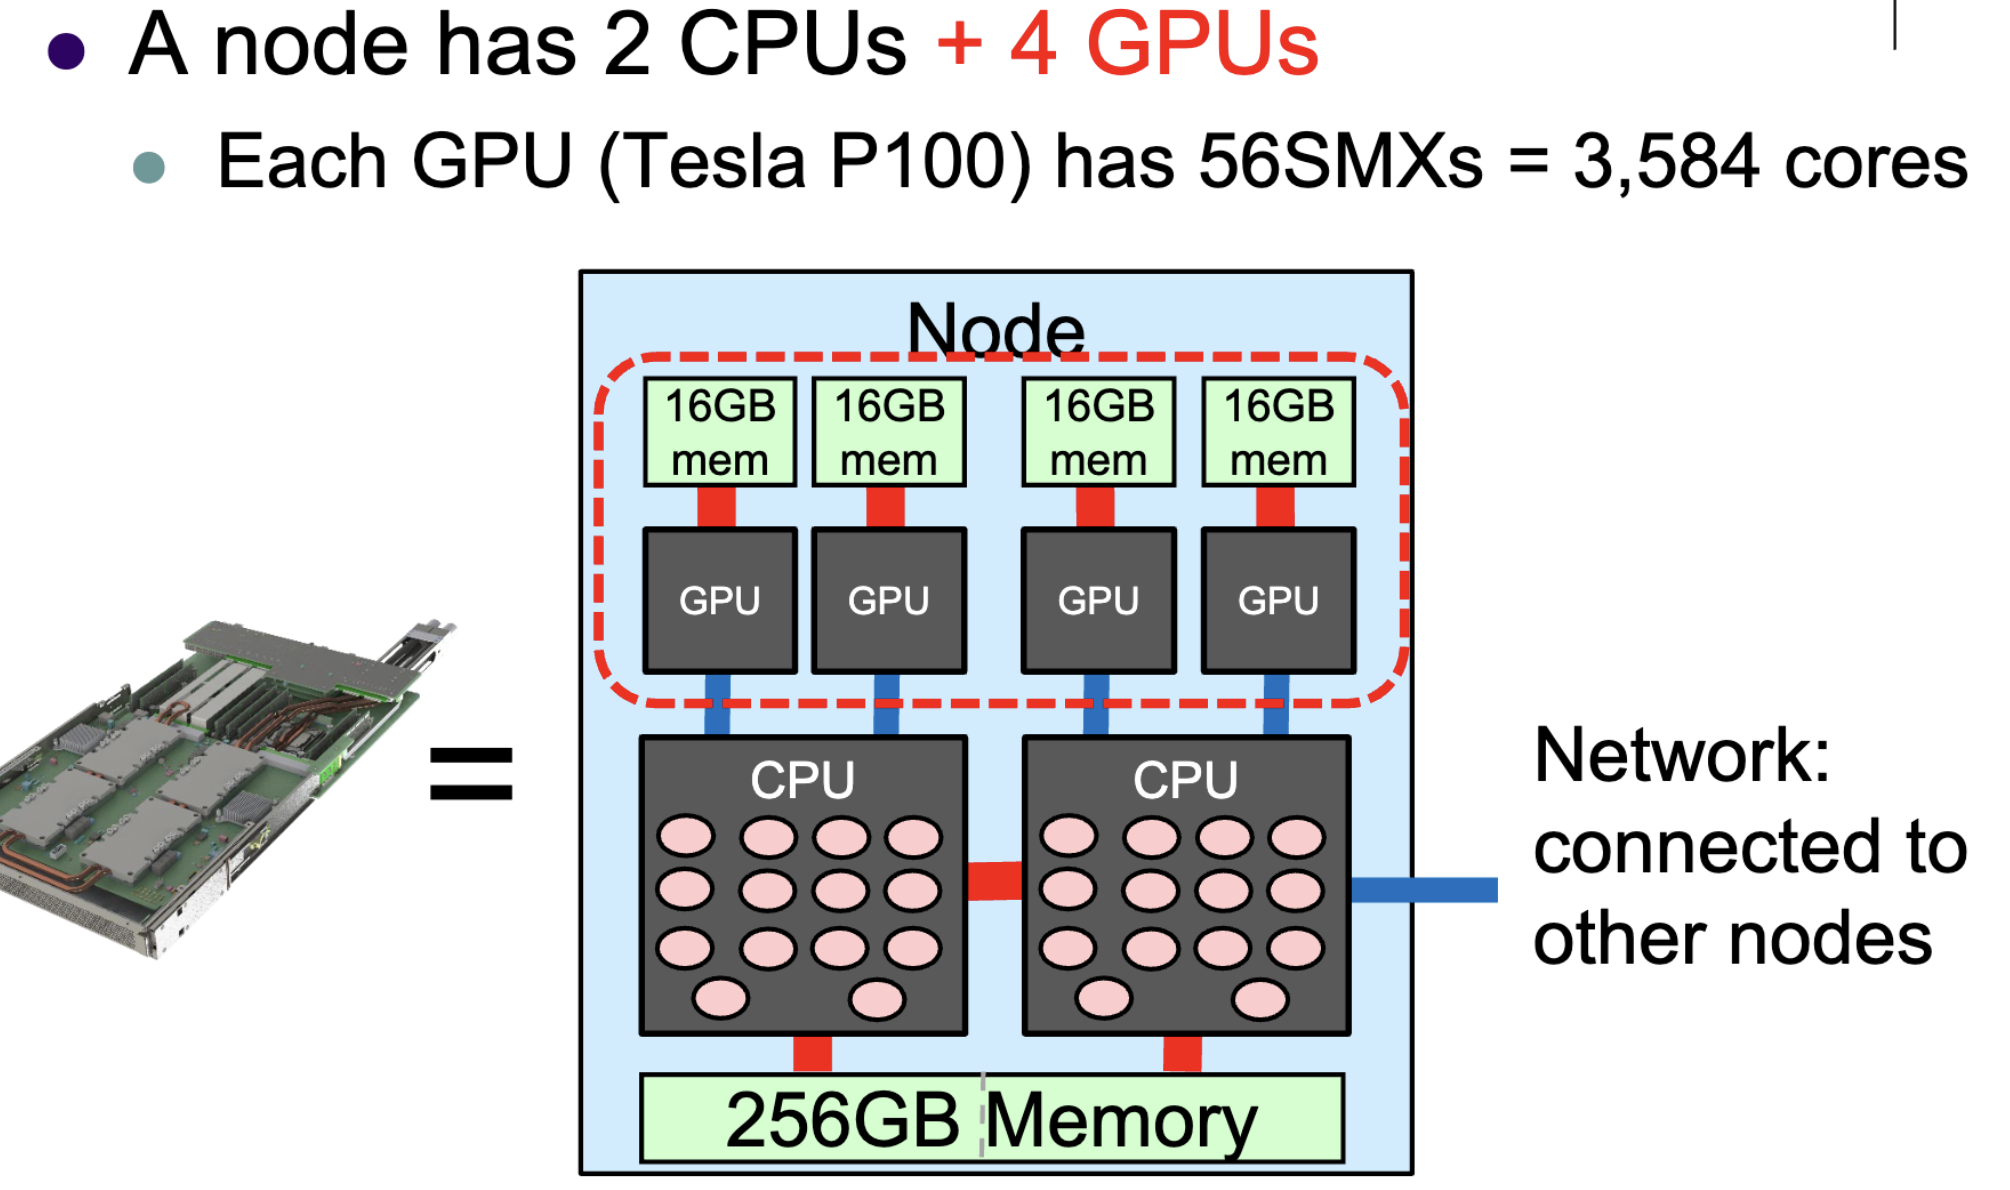 A node has 2 CPUs + 4 GPUs
Each GPU (Tesla P100) has 56SMXs = 3,584 cores
Node
16GB mem
16GB mem
16GB mem
16GB mem
GPU
GPU
GPU
GPU
=
CPU
CPU
Network:
connected to
other nodes
256GB Memory